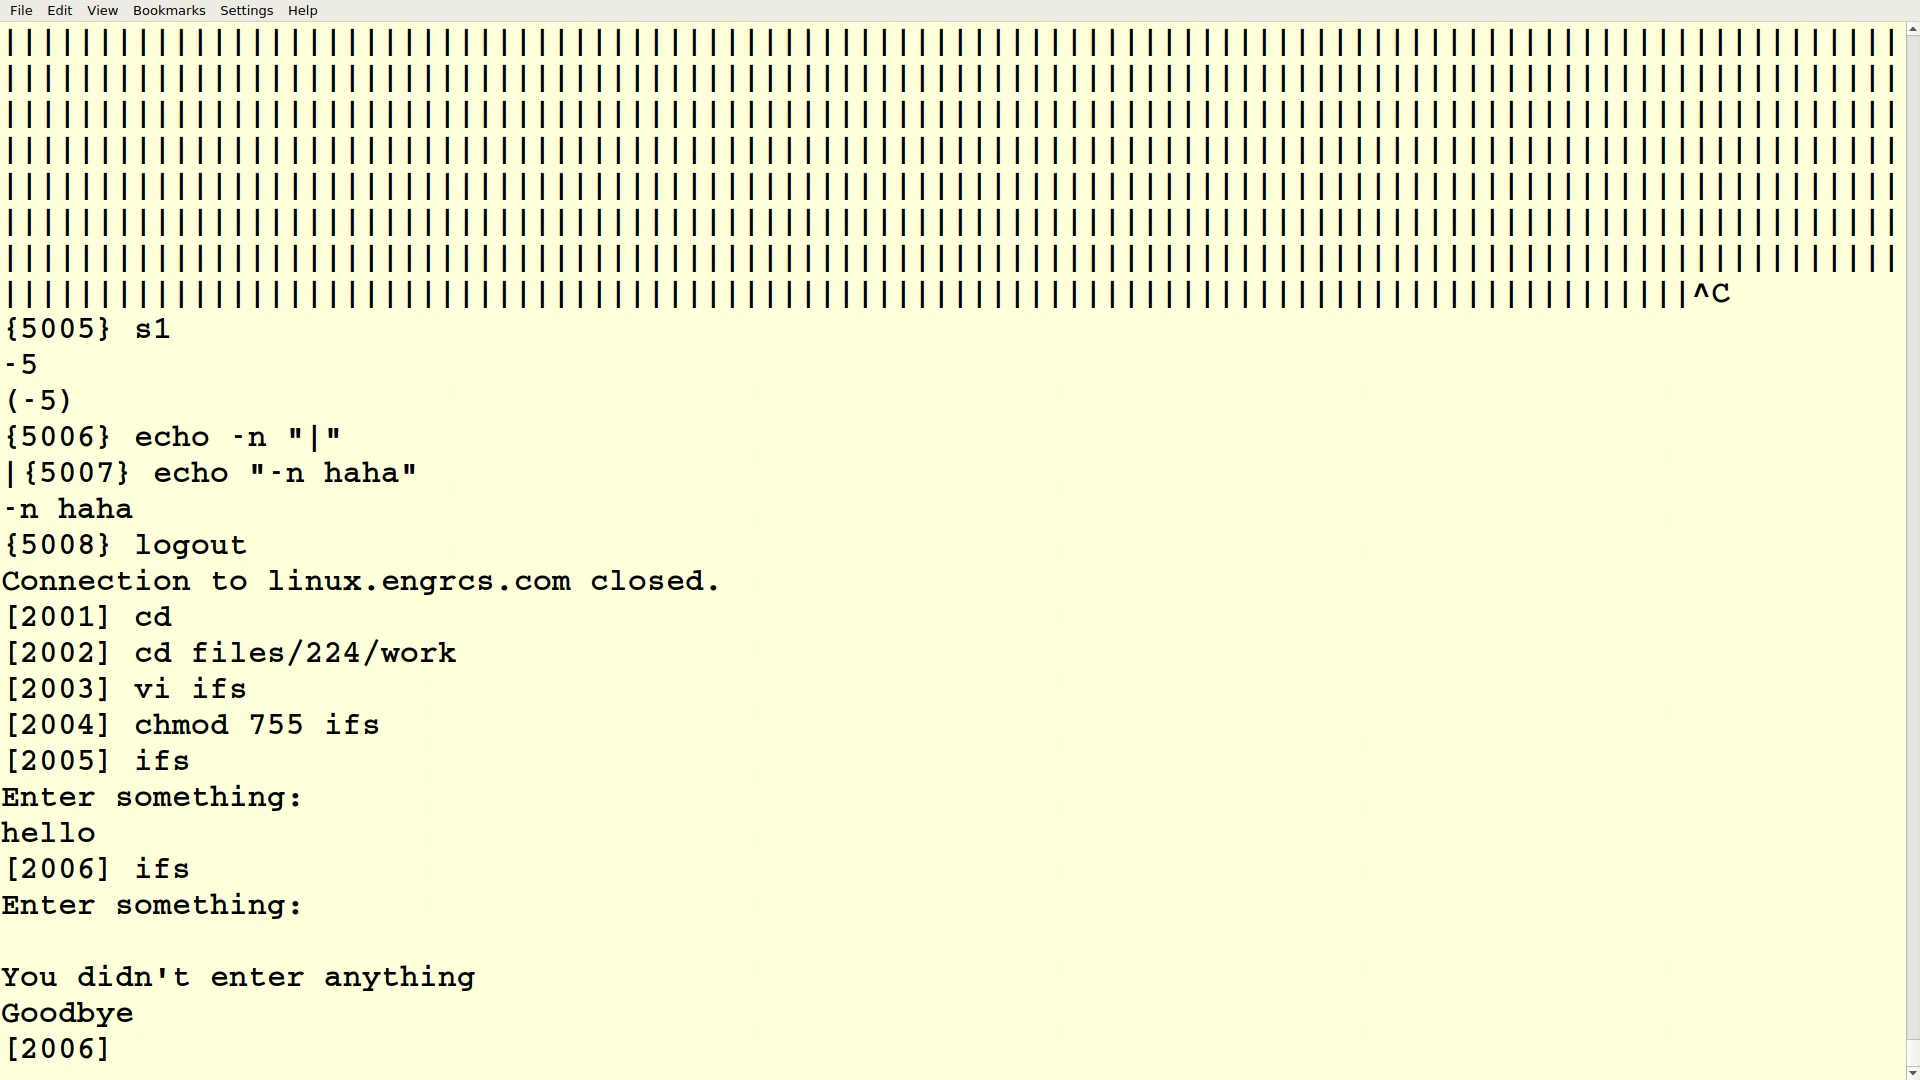 File Edit View Bookmarks Settings Help
||||||||||||||||||||||||||||||||||||||||||||||||||||||||||||||||||||||||||||||||||||||||||||||||||||
||||||||||||||||||||||||||||||||||||||||||||||||||||||||||||||||||||||||||||||||||||||||||||||||||||
||||||||||||||||||||||||||||||||||||||||||||||||||||||||||||||||||||||||||||||||||||||||||||||||||||
||||||||||||||||||||||||||||||||||||||||||||||||||||||||||||||||||||||||||||||||||||||||||||||||||||
||||||||||||||||||||||||||||||||||||||||||||||||||||||||||||||||||||||||||||||||||||||||||||||||||||
||||||||||||||||||||||||||||||||||||||||||||||||||||||||||||||||||||||||||||||||||||||||||||||||||||
||||||||||||||||||||||||||||||||||||||||||||||||||||||||||||||||||||||||||||||||||||||||||||||||||||
|||||||||||||||||||||||||||||||||||||||||||||||||||||||||||||||||||||||||||||||||||||||||^C
{5005} s1
-5
(-5)
{5006} echo -n "|"
|{5007} echo "-n haha"
-n haha
{5008} logout
Connection to linux.engrcs.com closed.
[2001] cd
[2002] cd files/224/work
[2003] vi ifs
[2004] chmod 755 ifs
[2005] ifs
Enter something:
hello
[2006] ifs
Enter something:

You didn't enter anything
Goodbye
[2006]